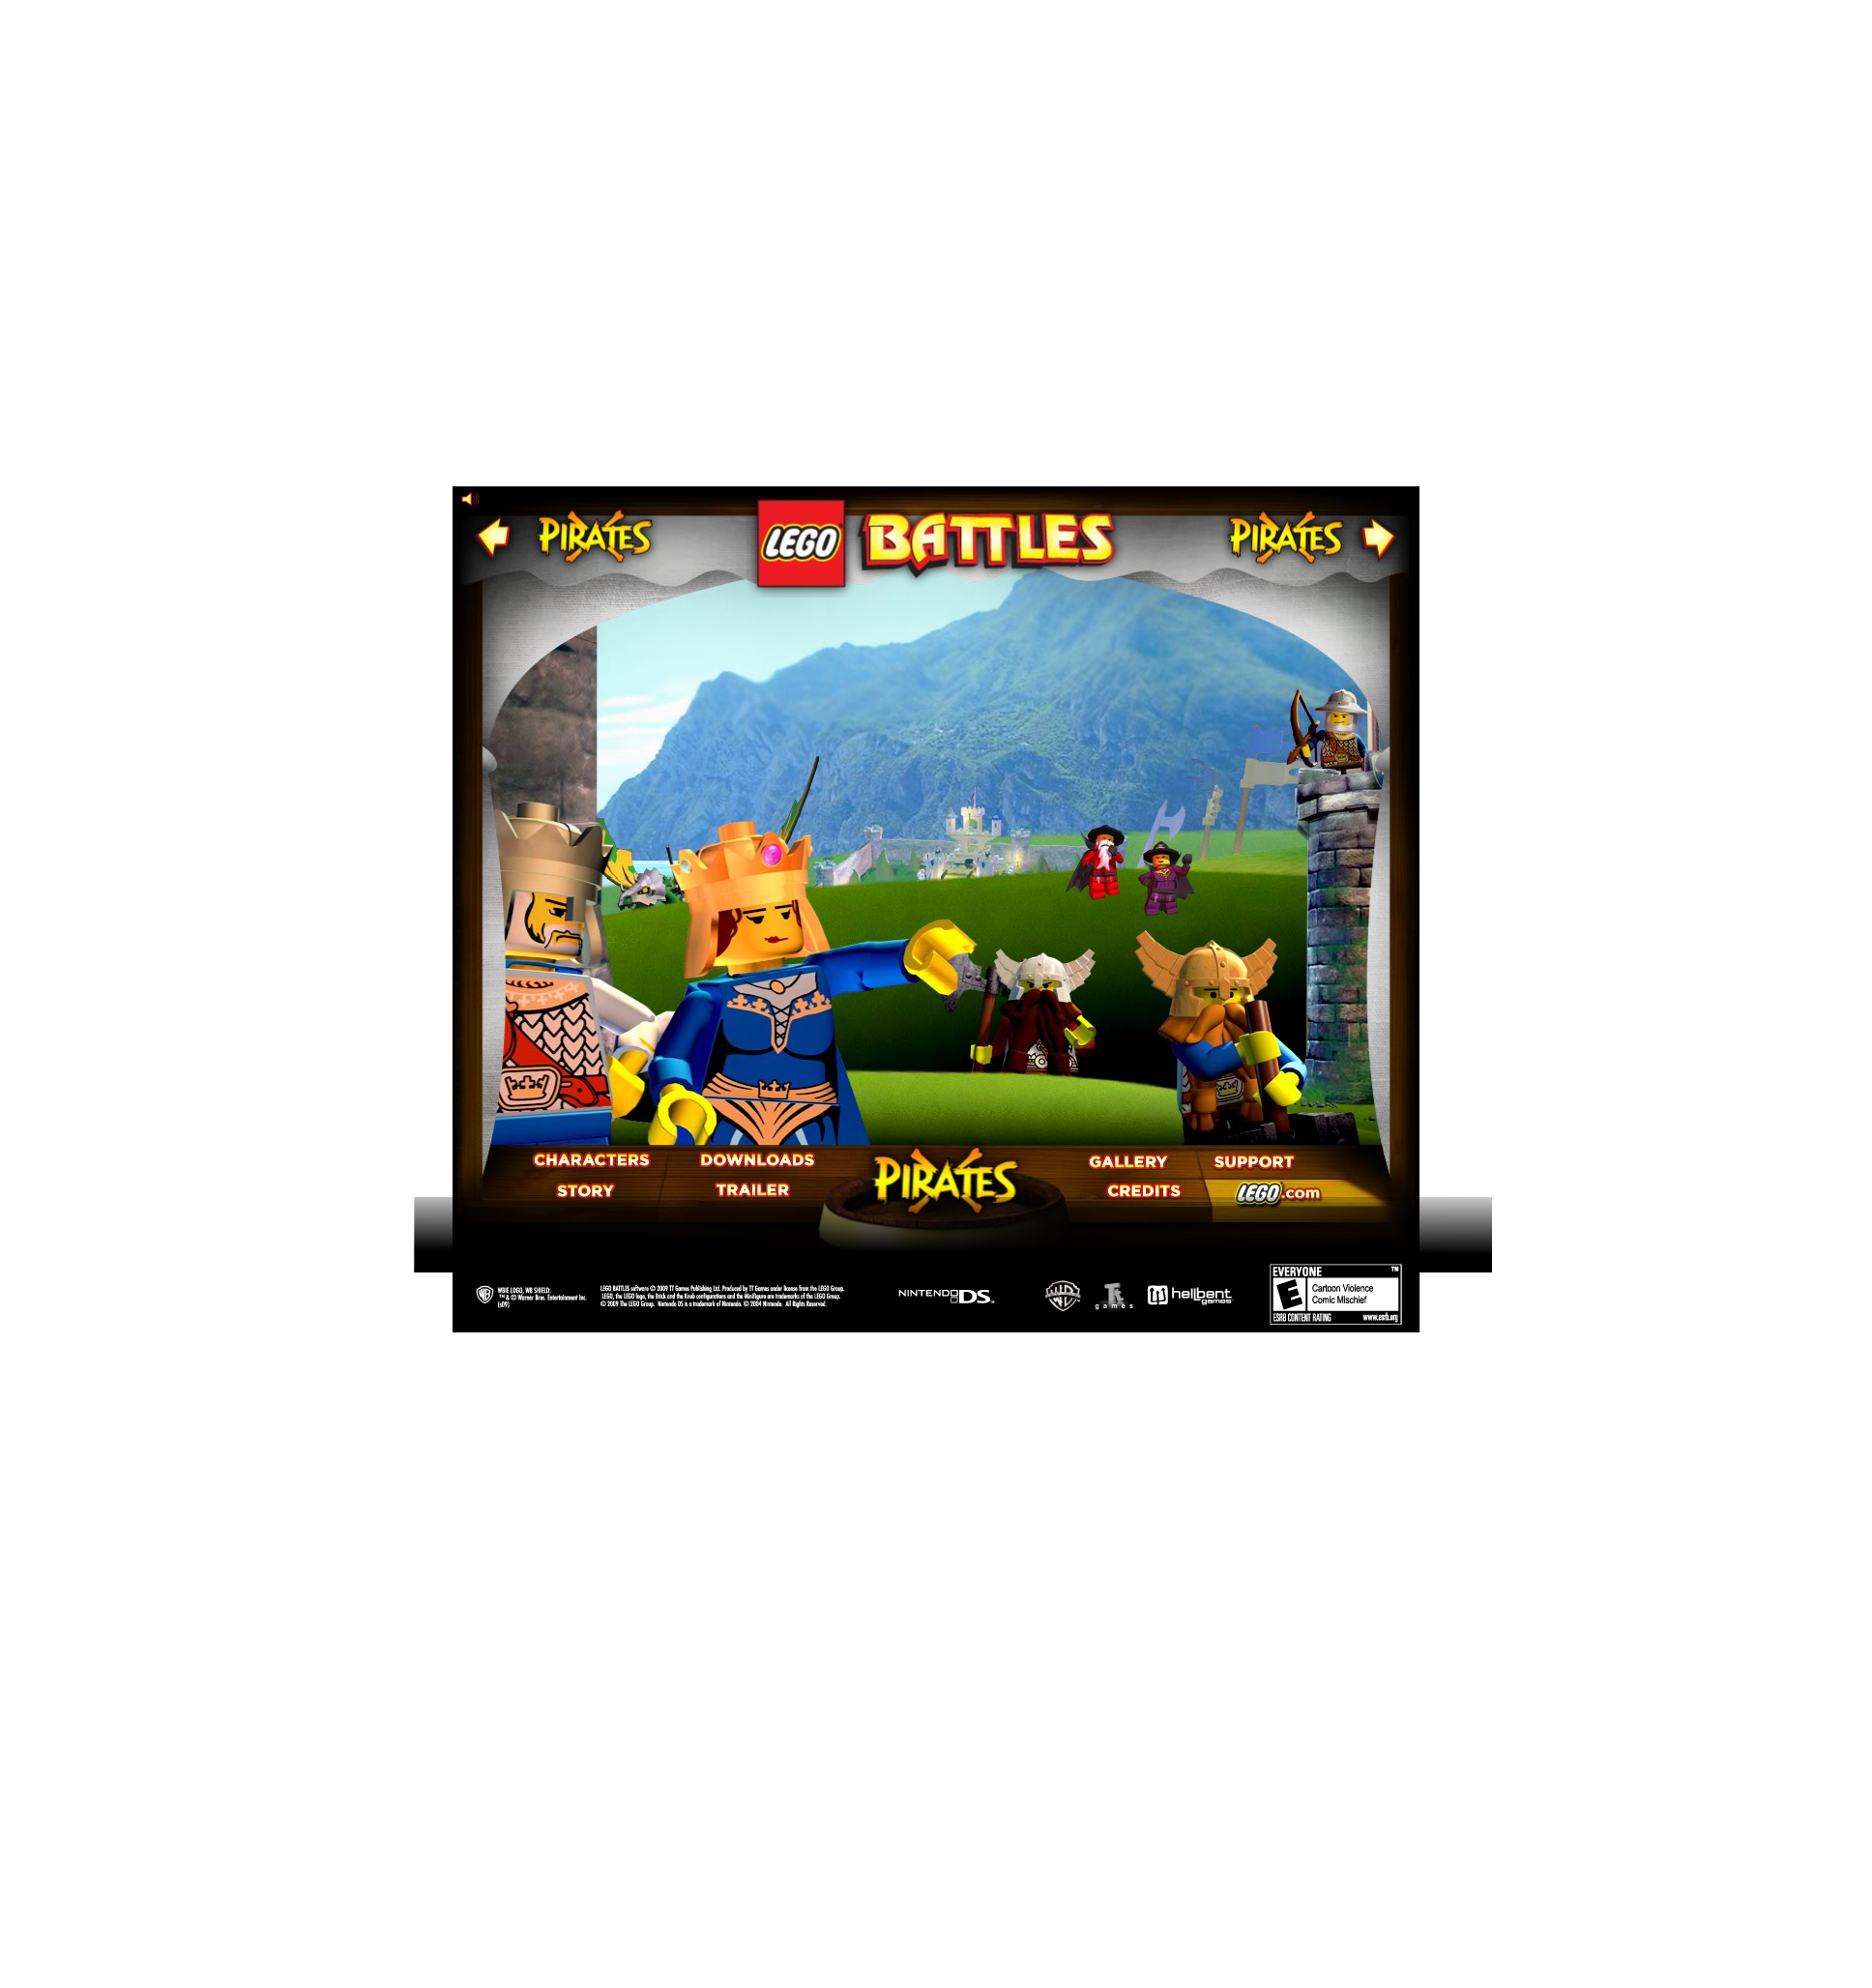 PIRATES
LEGO BATTLES
PIRATES
CHARACTERS
DOWNLOADS
PIRATES
GALLERY
SUPPORT
STORY
TRAILER
CREDITS
LEGO.com
WBIE LOGO, WB SHIELD:
™ & © Warner Bros. Entertainment Inc.
(s09)
LEGO BATTLES software © 2009 TT Games Publishing Ltd. Produced by TT Games under license from the LEGO Group.
LEGO, the LEGO logo, the Brick and the Knob configurations and the Minifigure are trademarks of the LEGO Group.
© 2009 The LEGO Group. Nintendo DS is a trademark of Nintendo. © 2004 Nintendo. All Rights Reserved.
NINTENDO DS™
games
hellbent
games
EVERYONE ™
E
Cartoon Violence
Comic Mischief
ESRB CONTENT RATING www.esrb.org